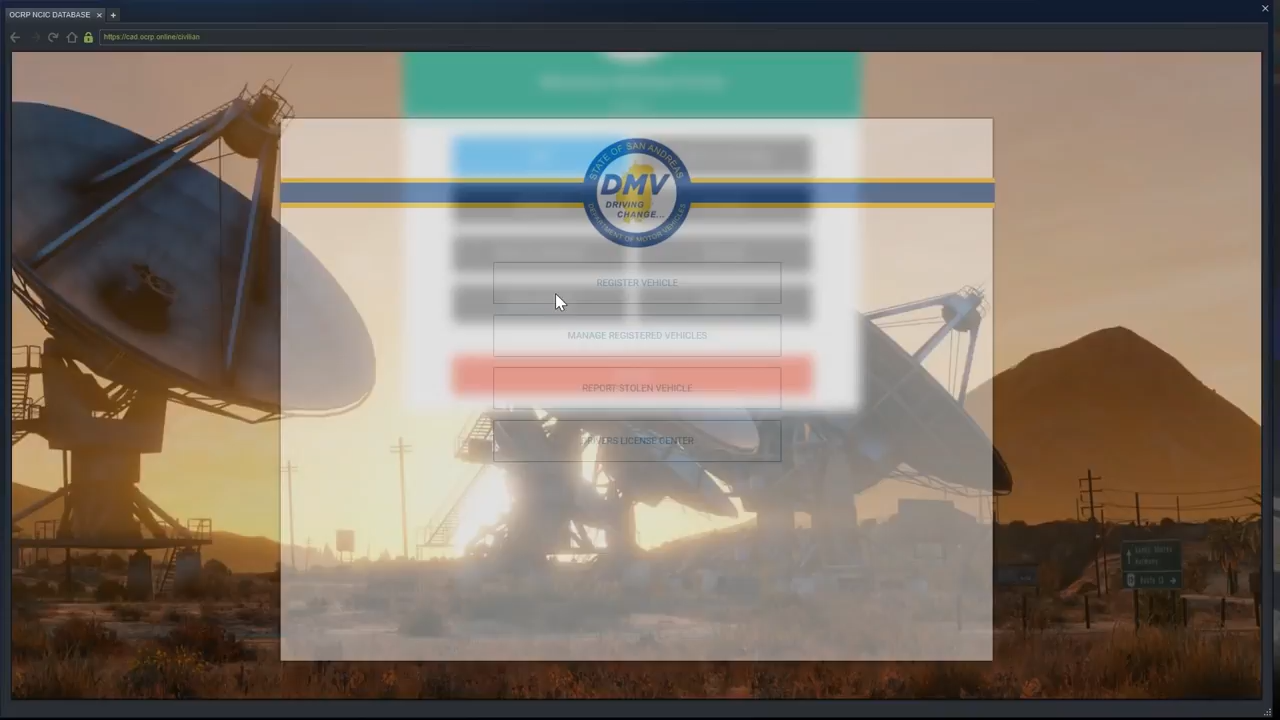 OCRP NCIC DATABASE
https://cad.ocrp.online/civilian
STATE OF SAN ANDREAS
DMV
DRIVING
CHANGE...
DEPARTMENT OF MOTOR VEHICLES
REGISTER VEHICLE
MANAGE REGISTERED VEHICLES
REPORT STOLEN VEHICLE
DRIVERS LICENSE CENTER